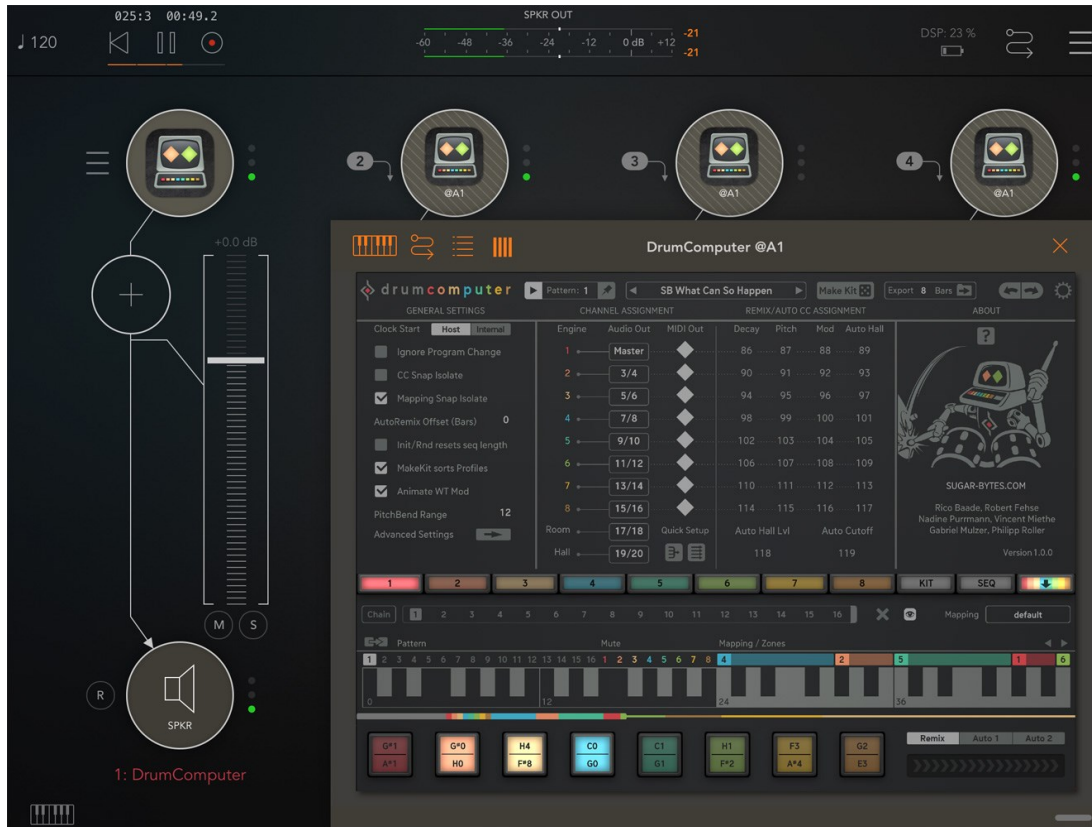 025:3 00:49.2
SPKR OUT
♩ 120
-60 -48 -36 -24 -12 0 dB +12 -21
-21
DSP: 23 %
2
@A1
3
@A1
4
@A1
+0.0 dB
DrumComputer @A1
drumcomputer
Pattern: 1
SB What Can So Happen
Make Kit
Export 8 Bars
GENERAL SETTINGS
Clock Start Host Internal
Ignore Program Change
CC Snap Isolate
Mapping Snap Isolate
AutoRemix Offset (Bars) 0
Init/Rnd resets seq length
MakeKit sorts Profiles
Animate WT Mod
PitchBend Range 12
Advanced Settings
CHANNEL ASSIGNMENT
Engine Audio Out MIDI Out
1 Master
2 3/4
3 5/6
4 7/8
5 9/10
6 11/12
7 13/14
8 15/16
Room 17/18 Quick Setup
Hall 19/20
REMIX/AUTO CC ASSIGNMENT
Decay Pitch Mod Auto Hall
86 87 88 89
90 91 92 93
94 95 96 97
98 99 100 101
102 103 104 105
106 107 108 109
110 111 112 113
114 115 116 117
Auto Hall Lvl Auto Cutoff
118 119
ABOUT
?
SUGAR-BYTES.COM
Rico Baade, Robert Fehse
Nadine Purrmann, Vincent Miethe
Gabriel Mulzer, Philipp Roller
Version 1.0.0
1 2 3 4 5 6 7 8 KIT SEQ
Chain 1 2 3 4 5 6 7 8 9 10 11 12 13 14 15 16 Mapping default
Pattern Mute Mapping / Zones
1 2 3 4 5 6 7 8 9 10 11 12 13 14 15 16 1 2 3 4 5 6 7 8 4 2 5 1 6
0 12 24 36
G#1 G#0 H4 C0 C1 H1 F3 G2
A#1 H0 F#8 G0 G1 F#2 A#4 E3
Remix Auto 1 Auto 2
M S
R
SPKR
1: DrumComputer